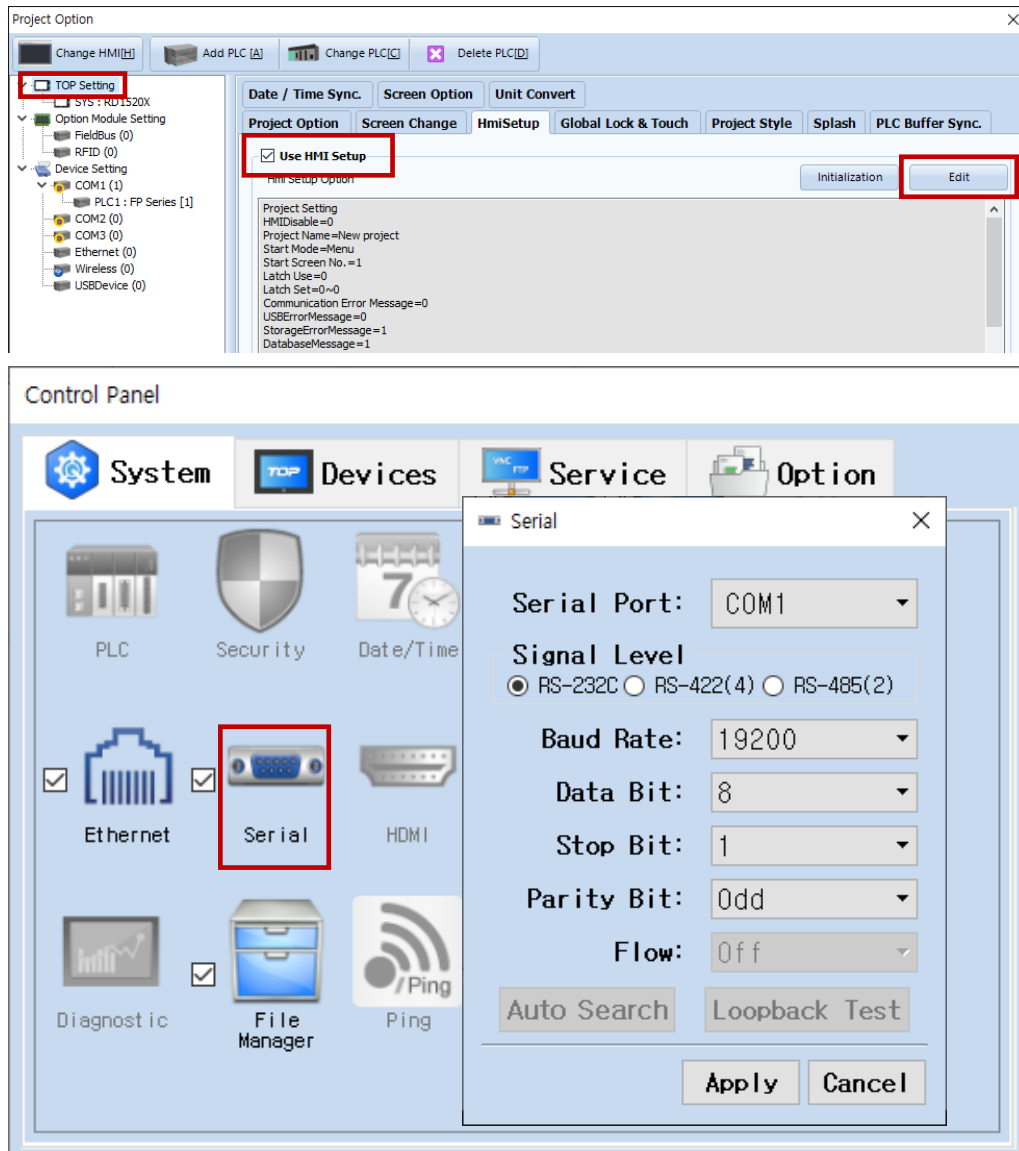 Project Option
Change HMI[H] Add PLC [A] Change PLC[C] Delete PLC[D]
TOP Setting
SYS : RD1520X
Option Module Setting
FieldBus (0)
RFID (0)
Device Setting
COM1 (1)
PLC1 : FP Series [1]
COM2 (0)
COM3 (0)
Ethernet (0)
Wireless (0)
USBDevice (0)
Date / Time Sync. Screen Option Unit Convert
Project Option Screen Change HmiSetup Global Lock & Touch Project Style Splash PLC Buffer Sync.
Use HMI Setup
Hmi Setup Option Initialization Edit
Project Setting
HMIDisable=0
Project Name=New project
Start Mode=Menu
Start Screen No.=1
Latch Use=0
Latch Set=0~0
Communication Error Message=0
USBErrorMessage=0
StorageErrorMessage=1
DatabaseMessage=1
Control Panel
System Devices Service Option
TOP VNC FTP
PLC Security Date/Time
7
Ethernet Serial HDMI
Diagnostic File Manager Ping
/Ping
Serial
Serial Port: COM1
Signal Level
RS-232C RS-422(4) RS-485(2)
Baud Rate: 19200
Data Bit: 8
Stop Bit: 1
Parity Bit: Odd
Flow: Off
Auto Search Loopback Test
Apply Cancel